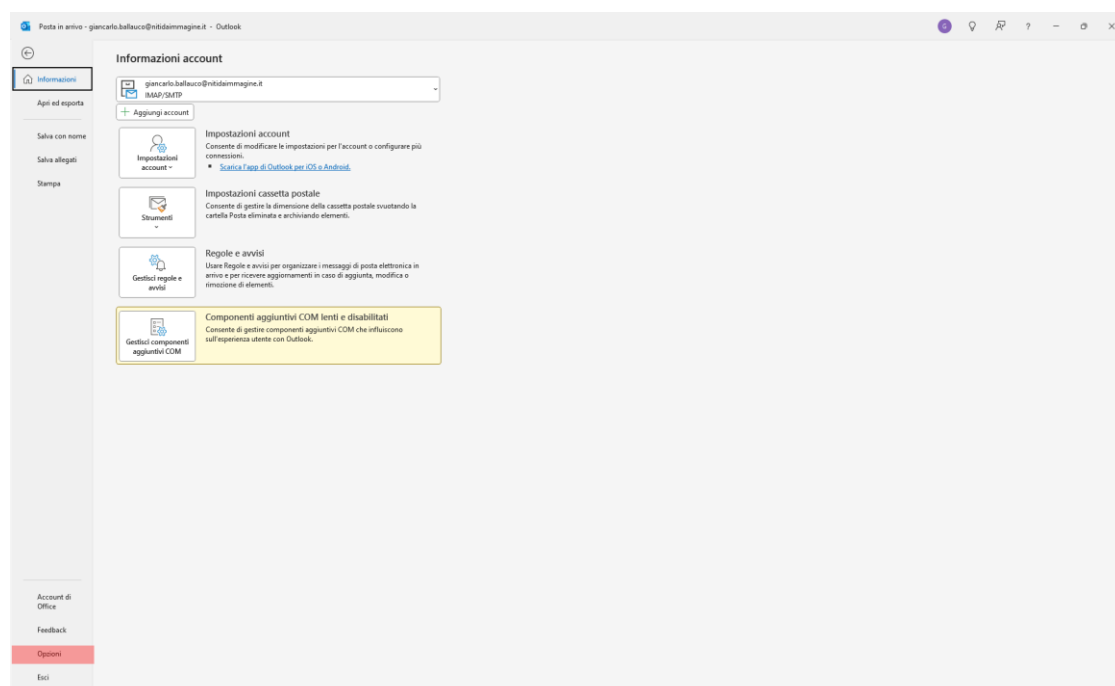 Posta in arrivo - giancarlo.ballauco@nitidaimmagine.it - Outlook
G
?
Informazioni
Apri ed esporta
Salva con nome
Salva allegati
Stampa
Account di
Office
Feedback
Opzioni
Esci
Informazioni account
giancarlo.ballauco@nitidaimmagine.it
IMAP/SMTP
Aggiungi account
Impostazioni
account
Impostazioni account
Consente di modificare le impostazioni per l'account o configurare più
connessioni.
Scarica l'app di Outlook per iOS o Android.
Strumenti
Impostazioni cassetta postale
Consente di gestire la dimensione della cassetta postale svuotando la
cartella Posta eliminata e archiviando elementi.
Gestisci regole e
avvisi
Regole e avvisi
Usare Regole e avvisi per organizzare i messaggi di posta elettronica in
arrivo e per ricevere aggiornamenti in caso di aggiunta, modifica o
rimozione di elementi.
Gestisci componenti
aggiuntivi COM
Componenti aggiuntivi COM lenti e disabilitati
Consente di gestire componenti aggiuntivi COM che influiscono
sull'esperienza utente con Outlook.